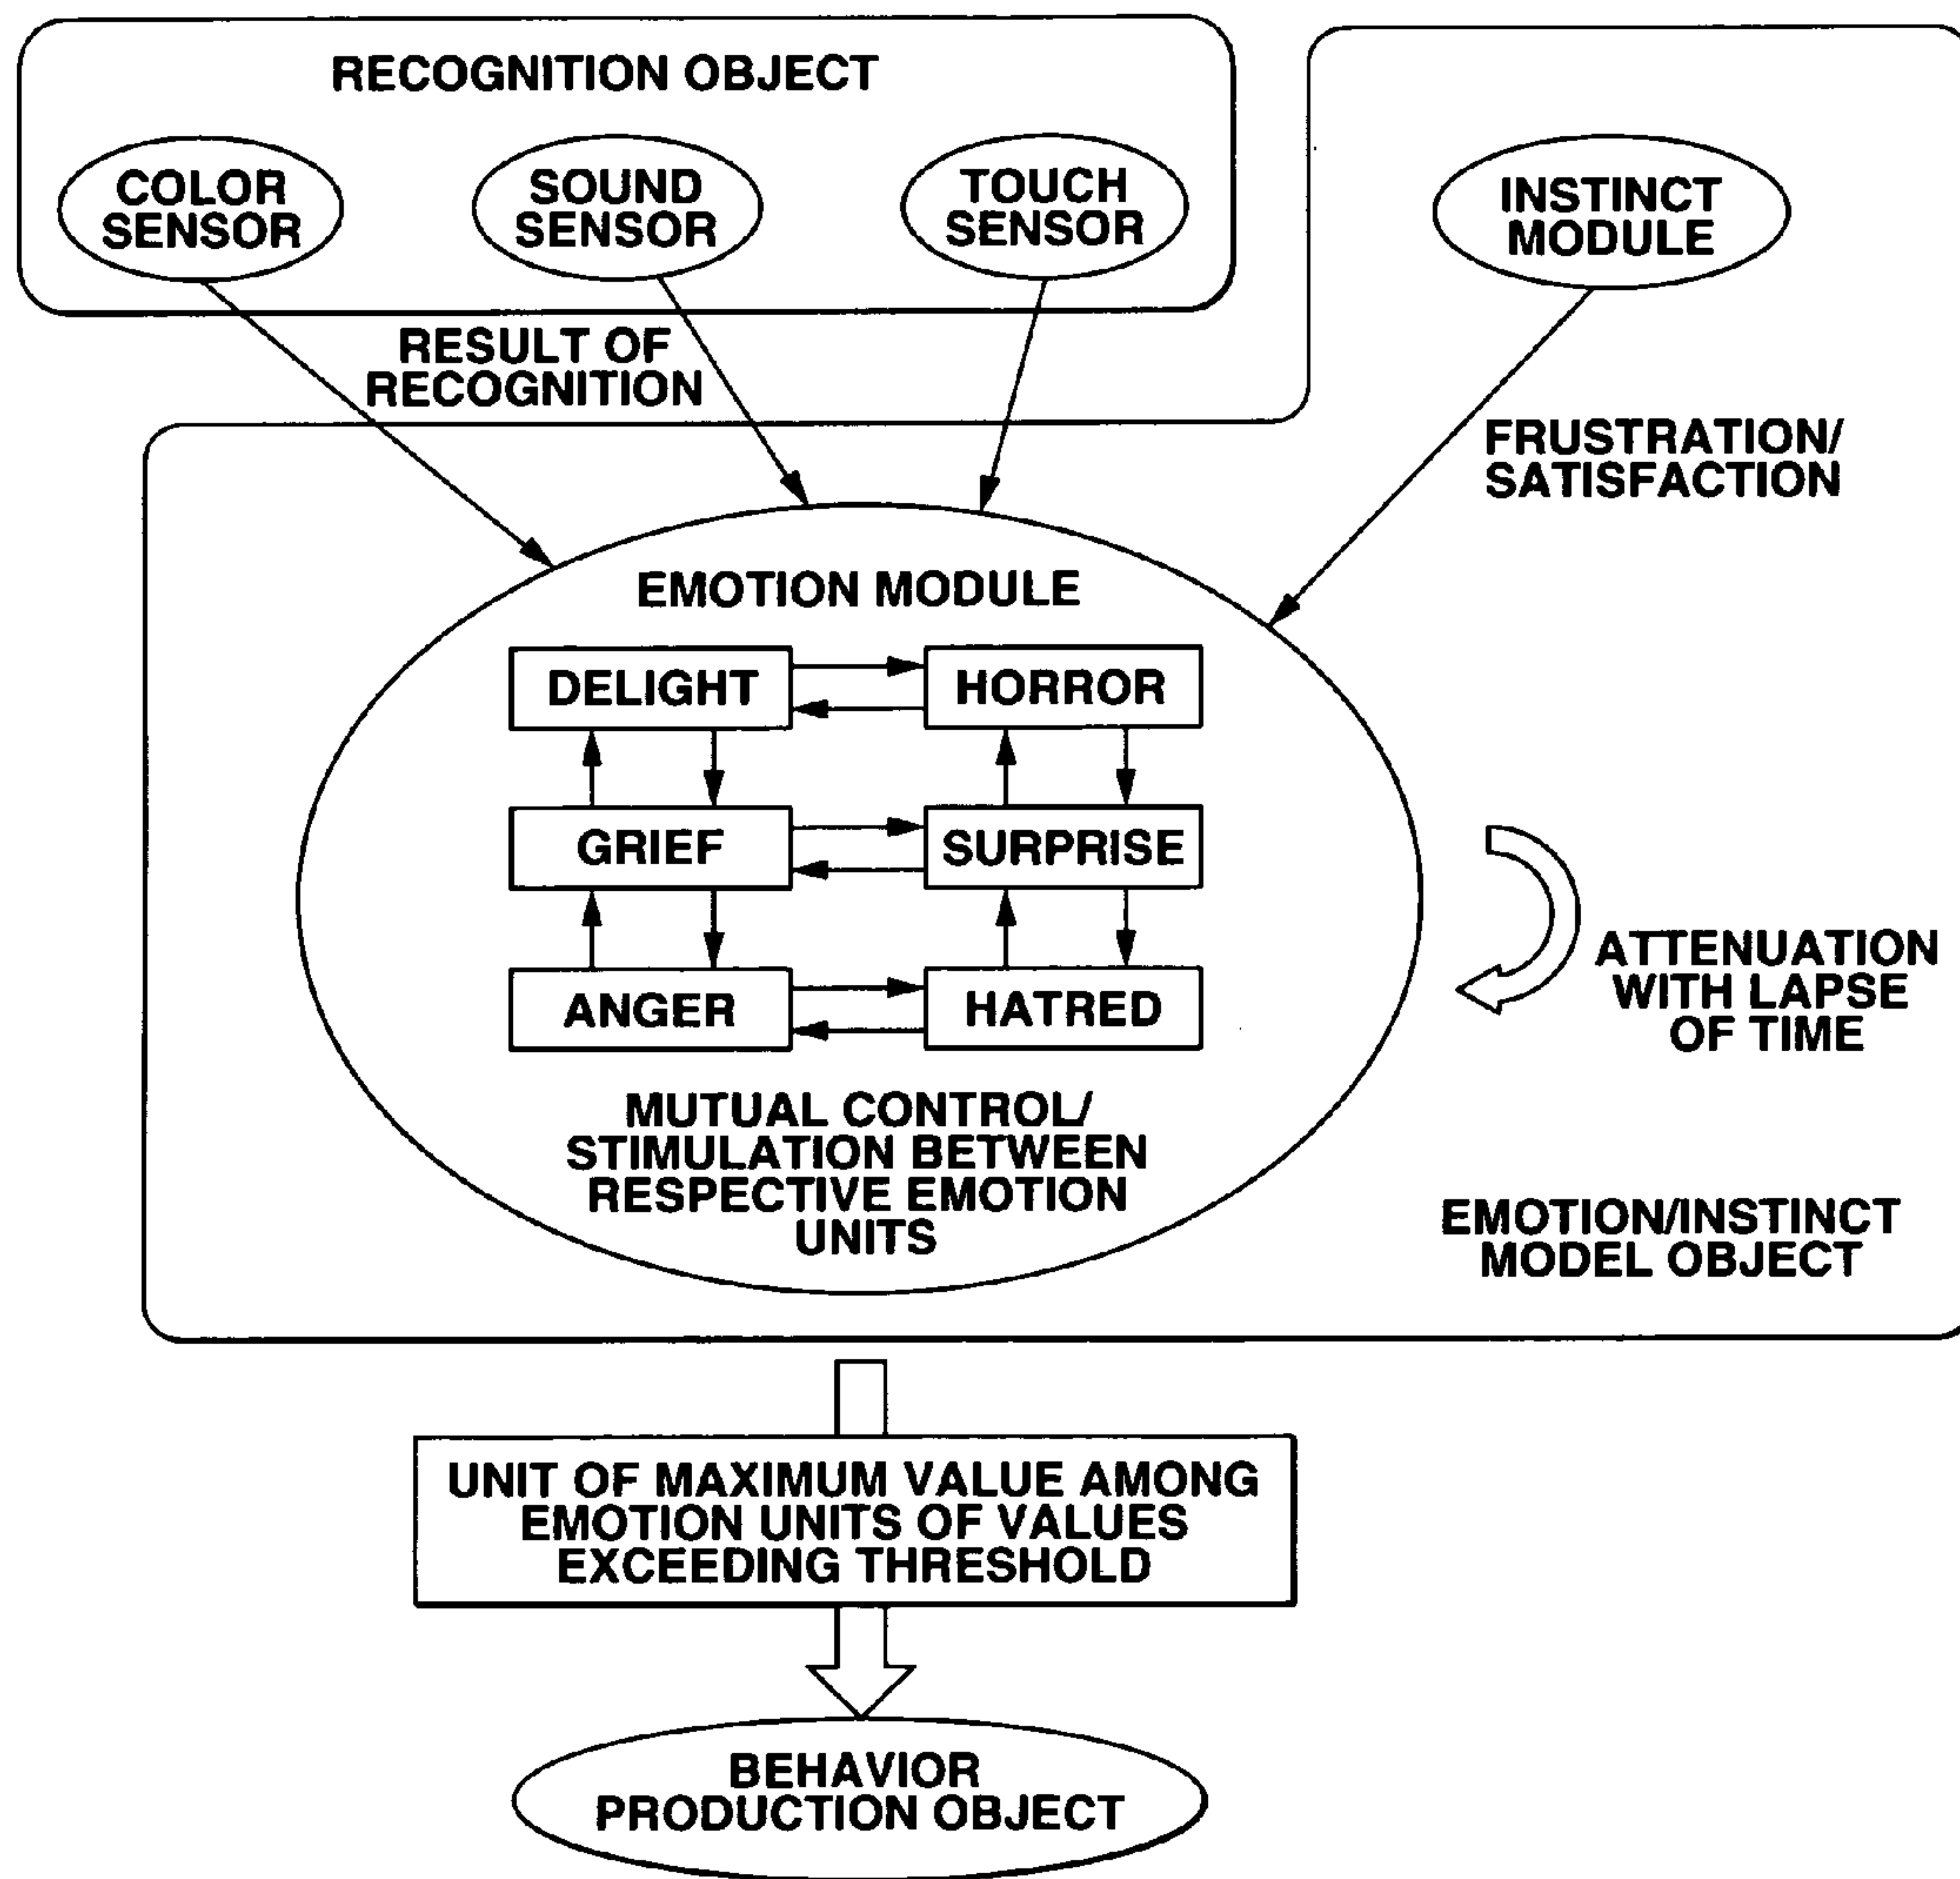 RECOGNITION OBJECT
COLOR
SENSOR
SOUND
SENSOR
TOUCH
SENSOR
INSTINCT
MODULE
RESULT OF
RECOGNITION
FRUSTRATION/
SATISFACTION
EMOTION MODULE
DELIGHT
HORROR
GRIEF
SURPRISE
ANGER
HATRED
MUTUAL CONTROL/
STIMULATION BETWEEN
RESPECTIVE EMOTION
UNITS
ATTENUATION
WITH LAPSE
OF TIME
EMOTION/INSTINCT
MODEL OBJECT
UNIT OF MAXIMUM VALUE AMONG
EMOTION UNITS OF VALUES
EXCEEDING THRESHOLD
BEHAVIOR
PRODUCTION OBJECT